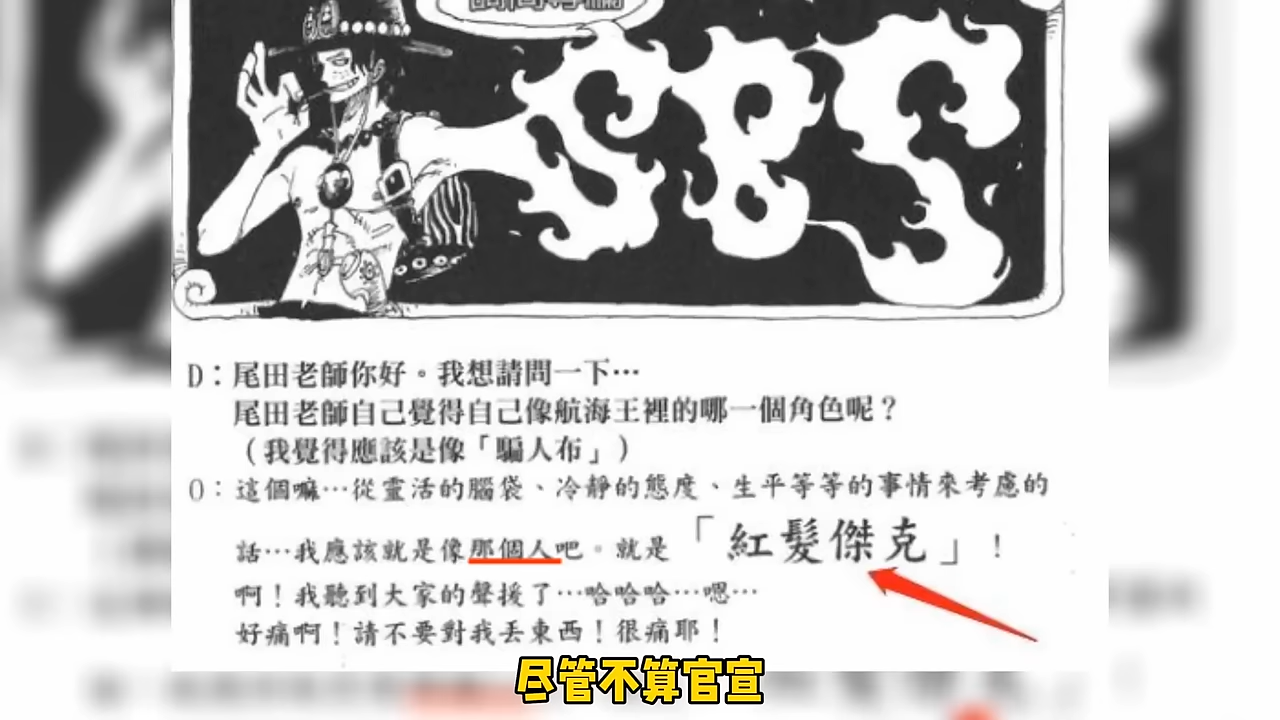 SBS
D：尾田老師你好。我想請問一下…
尾田老師自己覺得自己像航海王裡的哪一個角色呢？
（我覺得應該是像「騙人布」）
O：這個嘛…從靈活的腦袋、冷靜的態度、生平等等的事情來考慮的
話…我應該就是像那個人吧。就是「紅髮傑克」！
啊！我聽到大家的聲援了…哈哈哈…嗯…
好痛啊！請不要對我丟東西！很痛耶！
尽管不算官宣